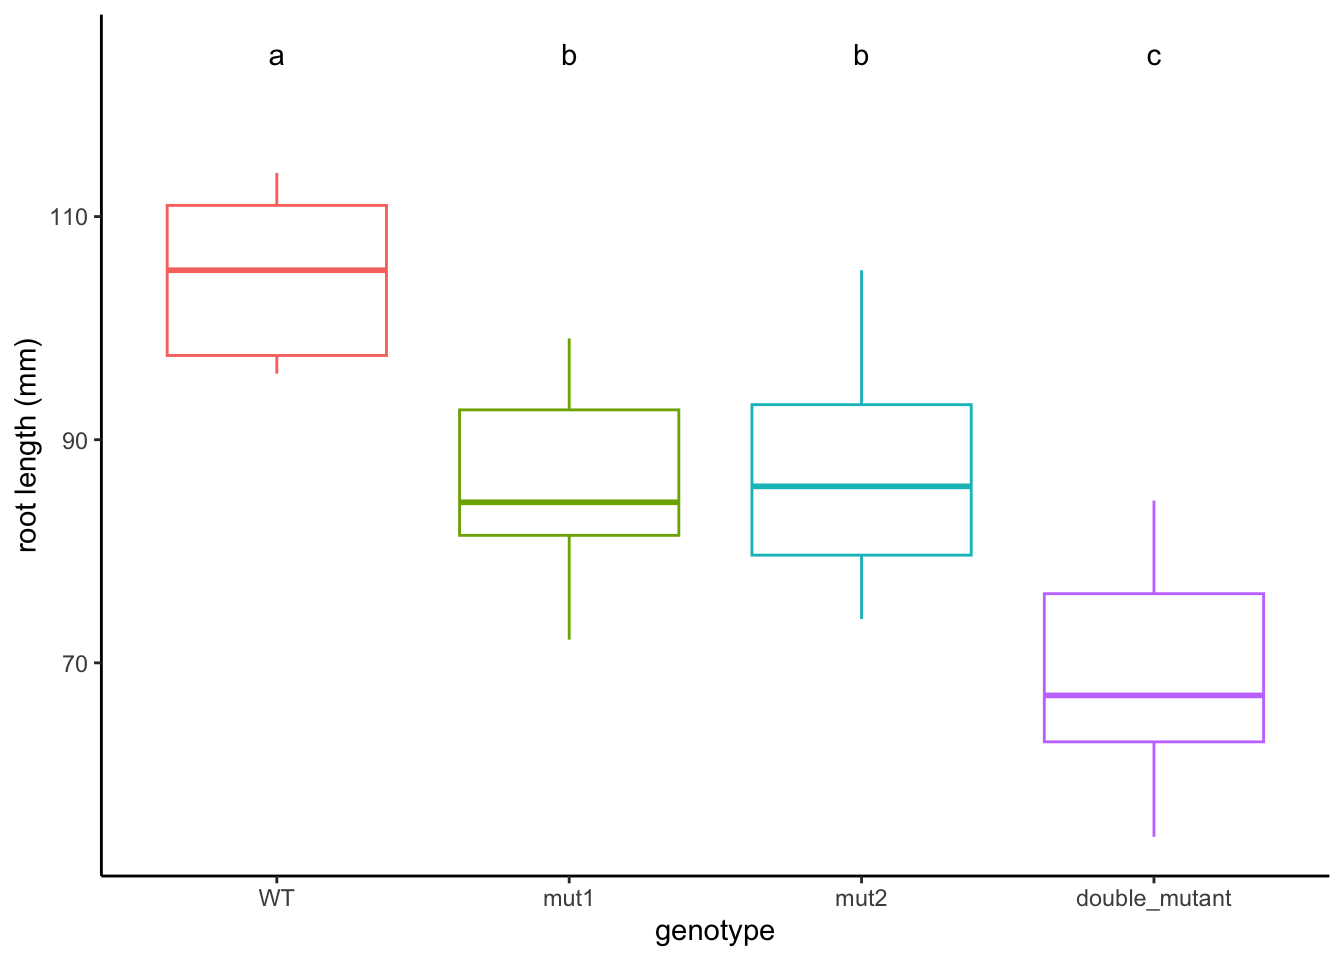 a b b c
110
90
70
root length (mm)
WT mut1 mut2 double_mutant
genotype